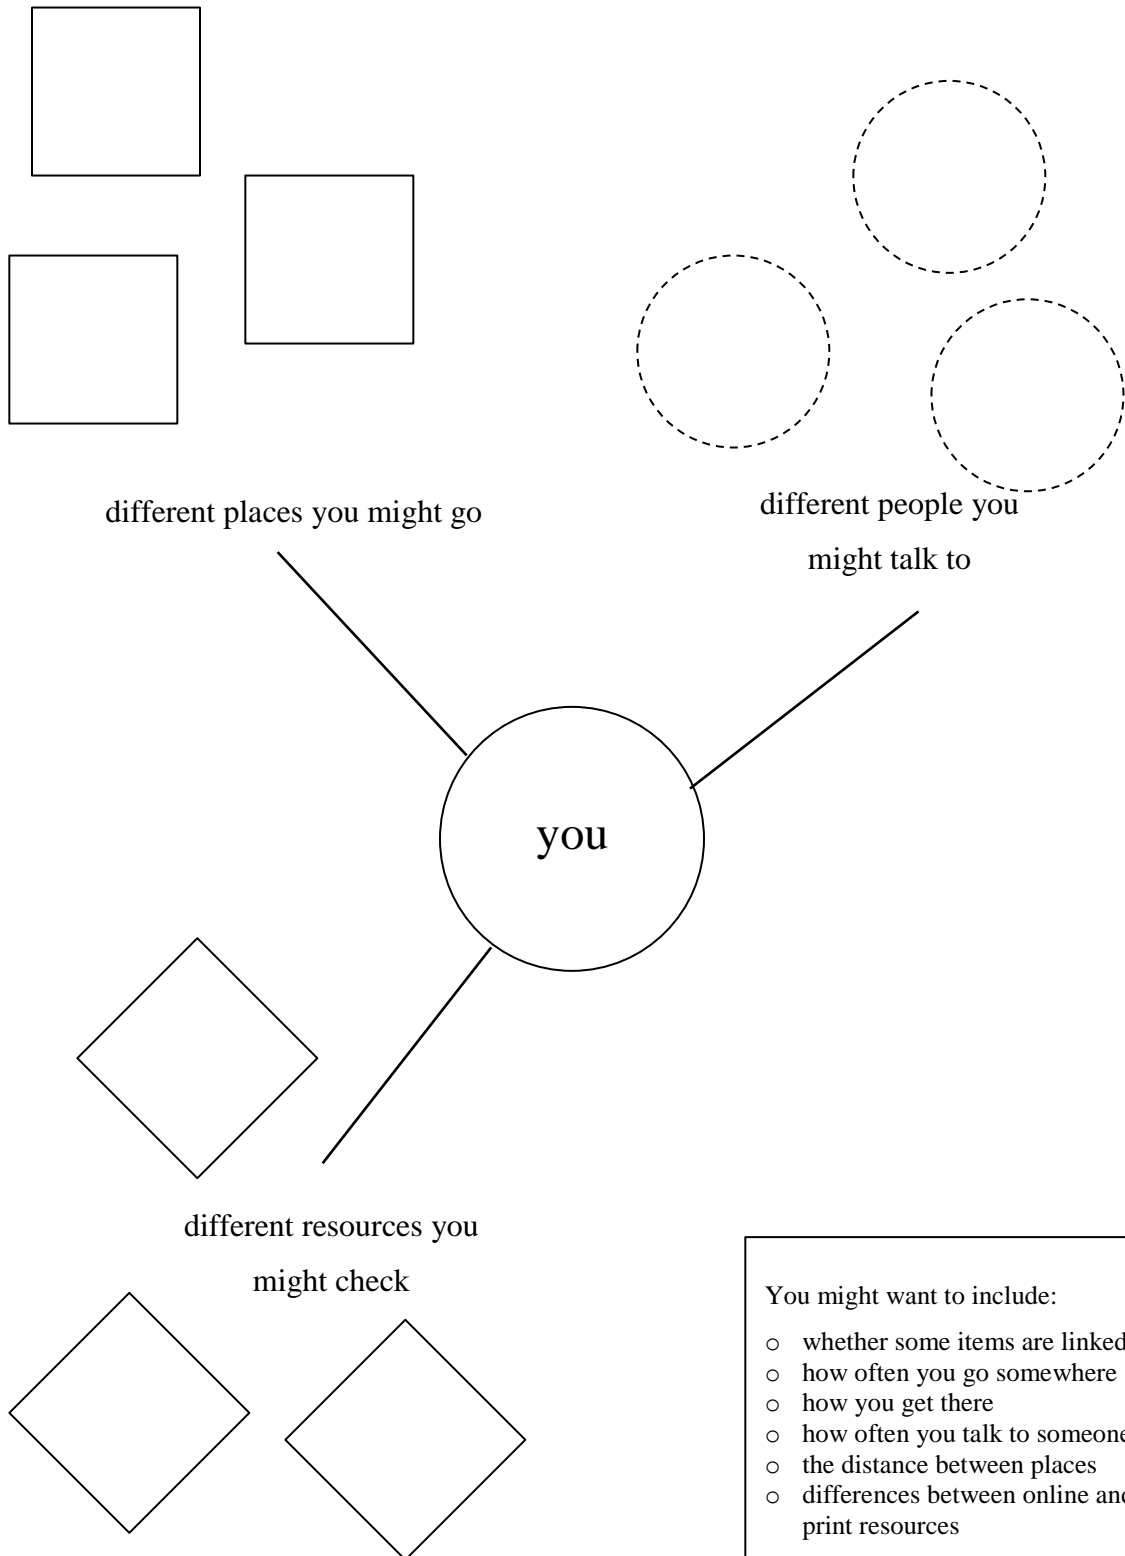 different places you might go
different people you
might talk to
you
different resources you
might check
You might want to include:
o whether some items are linked
o how often you go somewhere
o how you get there
o how often you talk to someone
o the distance between places
o differences between online and
print resources